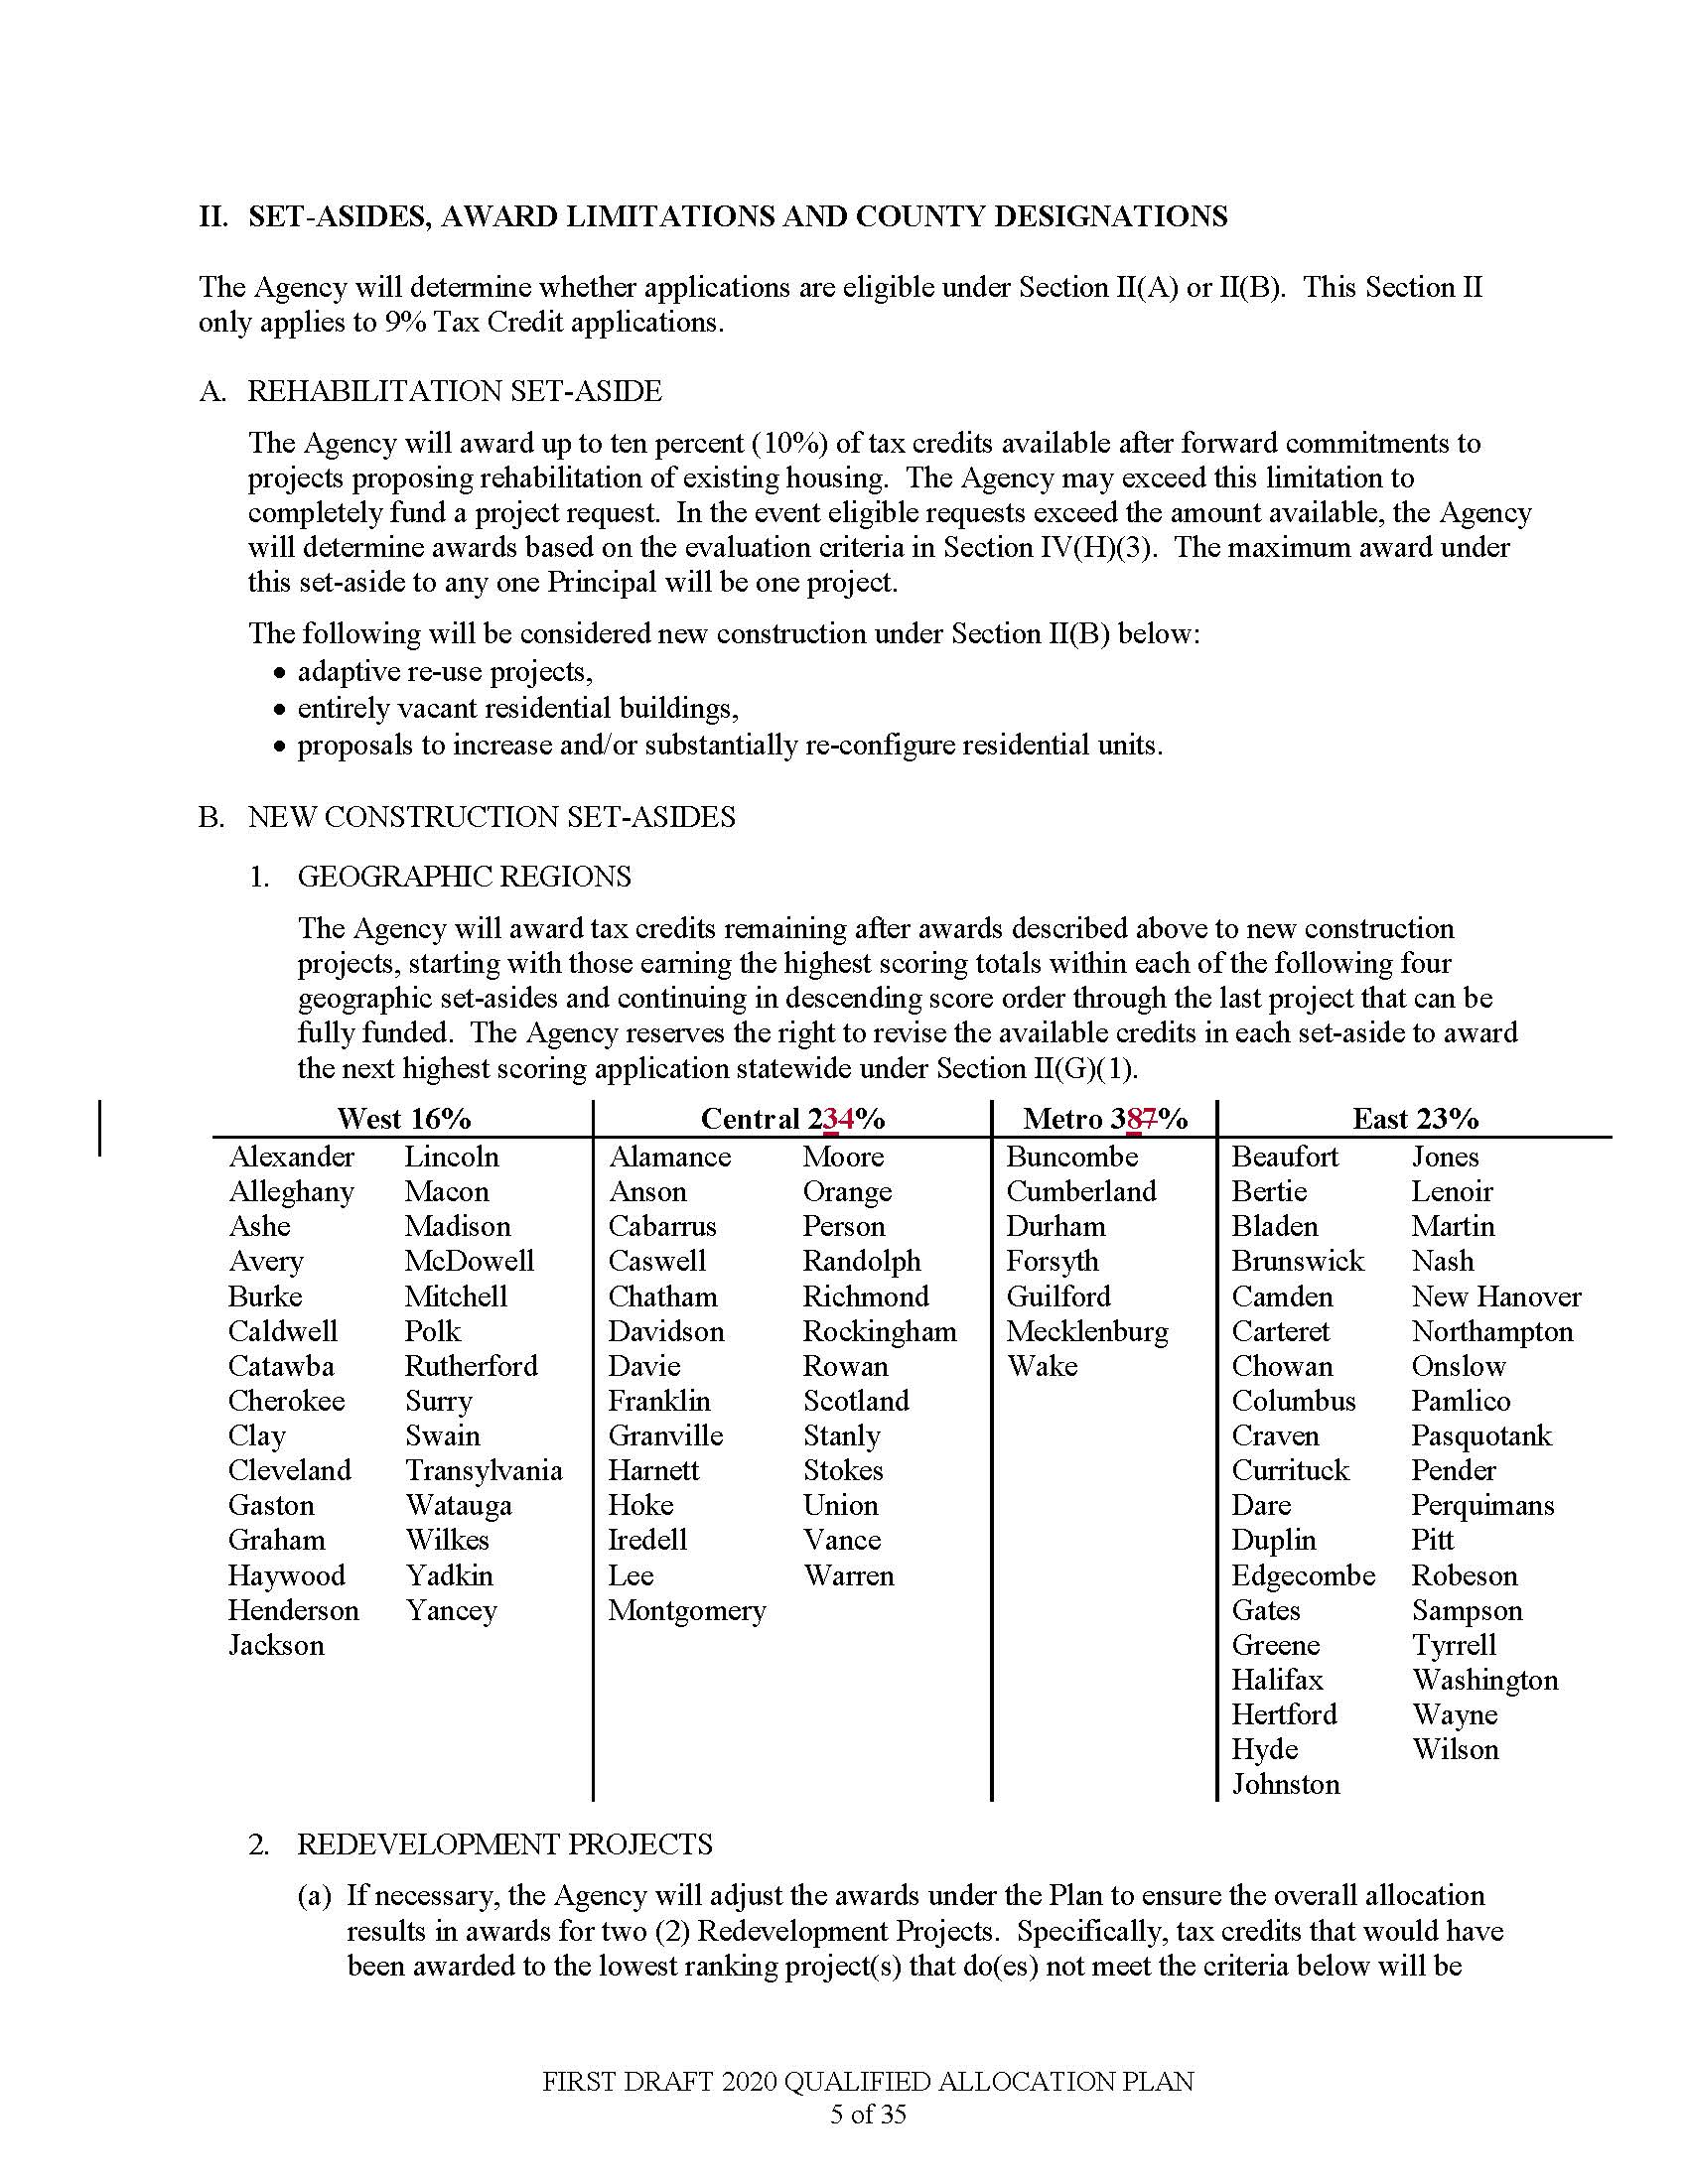 II. SET-ASIDES, AWARD LIMITATIONS AND COUNTY DESIGNATIONS
The Agency will determine whether applications are eligible under Section II(A) or II(B). This Section II
only applies to 9% Tax Credit applications.
A. REHABILITATION SET-ASIDE
The Agency will award up to ten percent (10%) of tax credits available after forward commitments to
projects proposing rehabilitation of existing housing. The Agency may exceed this limitation to
completely fund a project request. In the event eligible requests exceed the amount available, the Agency
will determine awards based on the evaluation criteria in Section IV(H)(3). The maximum award under
this set-aside to any one Principal will be one project.
The following will be considered new construction under Section II(B) below:
• adaptive re-use projects,
• entirely vacant residential buildings,
• proposals to increase and/or substantially re-configure residential units.
B. NEW CONSTRUCTION SET-ASIDES
1. GEOGRAPHIC REGIONS
The Agency will award tax credits remaining after awards described above to new construction
projects, starting with those earning the highest scoring totals within each of the following four
geographic set-asides and continuing in descending score order through the last project that can be
fully funded. The Agency reserves the right to revise the available credits in each set-aside to award
the next highest scoring application statewide under Section II(G)(1).
West 16% Central 234% Metro 387% East 23%
Alexander Lincoln Alamance Moore Buncombe Beaufort Jones
Alleghany Macon Anson Orange Cumberland Bertie Lenoir
Ashe Madison Cabarrus Person Durham Bladen Martin
Avery McDowell Caswell Randolph Forsyth Brunswick Nash
Burke Mitchell Chatham Richmond Guilford Camden New Hanover
Caldwell Polk Davidson Rockingham Mecklenburg Carteret Northampton
Catawba Rutherford Davie Rowan Wake Chowan Onslow
Cherokee Surry Franklin Scotland Columbus Pamlico
Clay Swain Granville Stanly Craven Pasquotank
Cleveland Transylvania Harnett Stokes Currituck Pender
Gaston Watauga Hoke Union Dare Perquimans
Graham Wilkes Iredell Vance Duplin Pitt
Haywood Yadkin Lee Warren Edgecombe Robeson
Henderson Yancey Montgomery Gates Sampson
Jackson Greene Tyrrell
Halifax Washington
Hertford Wayne
Hyde Wilson
Johnston
2. REDEVELOPMENT PROJECTS
(a) If necessary, the Agency will adjust the awards under the Plan to ensure the overall allocation
results in awards for two (2) Redevelopment Projects. Specifically, tax credits that would have
been awarded to the lowest ranking project(s) that do(es) not meet the criteria below will be
FIRST DRAFT 2020 QUALIFIED ALLOCATION PLAN
5 of 35